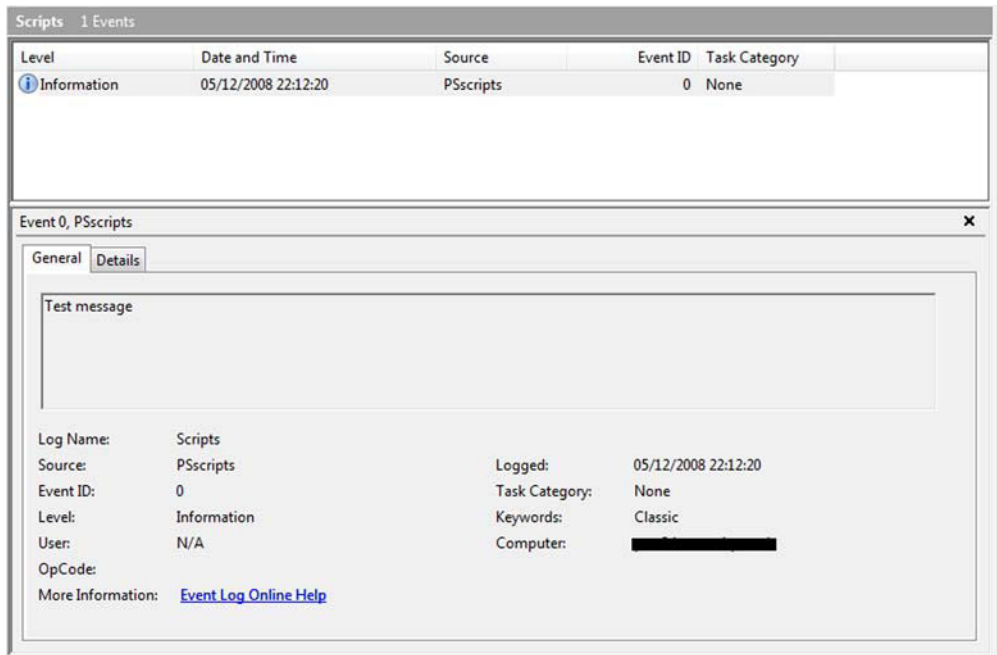 Scripts 1 Events
Level Date and Time Source Event ID Task Category
Information 05/12/2008 22:12:20 PSscripts 0 None
Event 0, PSscripts
General Details
Test message
Log Name: Scripts
Source: PSscripts Logged: 05/12/2008 22:12:20
Event ID: 0 Task Category: None
Level: Information Keywords: Classic
User: N/A Computer:
OpCode:
More Information: Event Log Online Help